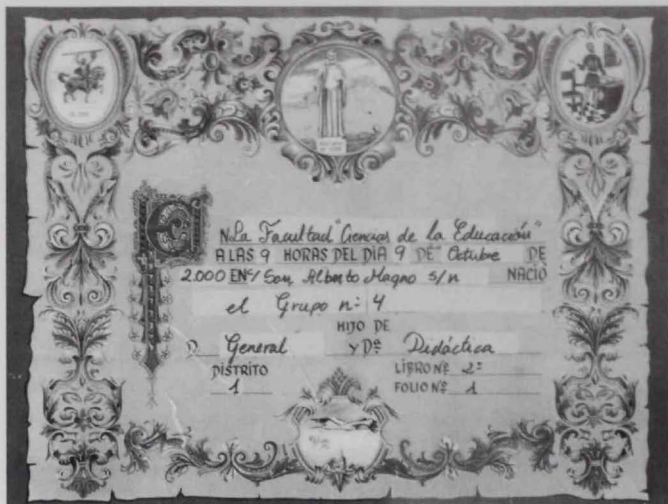 EN La Facultad "Ciencias de la Educación"
A LAS 9 HORAS DEL DÍA 9 DE Octubre DE
2.000 EN C/ San Alberto Magno s/n NACIO
el Grupo nº 4
HIJO DE
D. General Y Dª Didáctica
DISTRITO LIBRO Nº 2º
1 FOLIO Nº 1